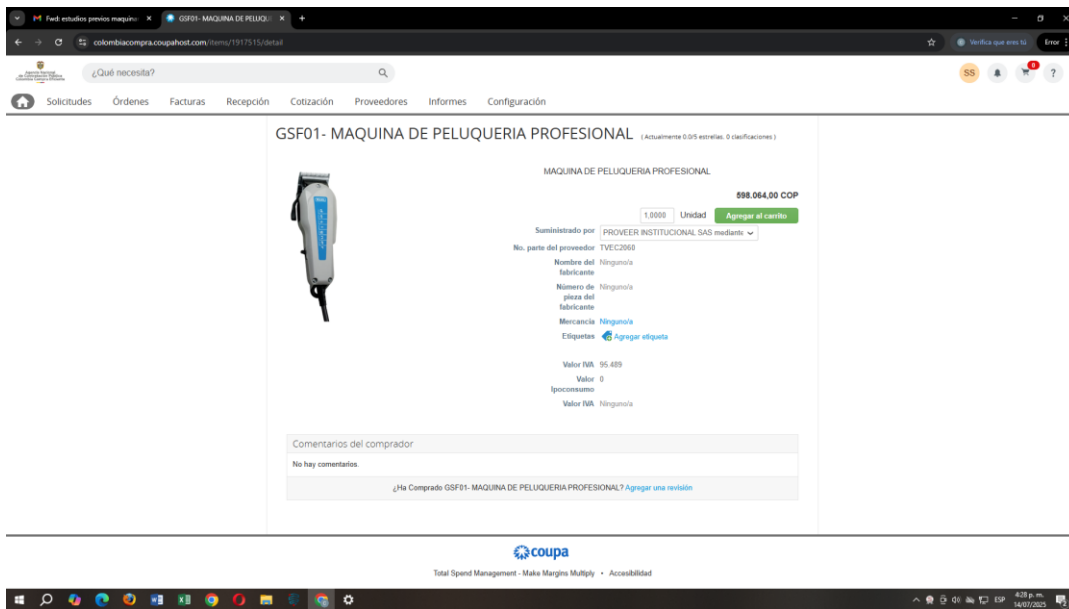 Fwd: estudios previos maquina
GSF01- MAQUINA DE PELUQU
colombiacompra.coupahost.com/items/1917515/detail
Verifica que eres tú
Error
¿Qué necesita?
SS
0
?
Solicitudes Órdenes Facturas Recepción Cotización Proveedores Informes Configuración
GSF01- MAQUINA DE PELUQUERIA PROFESIONAL ( Actualmente 0.0/5 estrellas. 0 clasificaciones )
MAQUINA DE PELUQUERIA PROFESIONAL
598.064,00 COP
1,0000 Unidad Agregar al carrito
Suministrado por PROVEER INSTITUCIONAL SAS mediante
No. parte del proveedor TVEC2060
Nombre del Ninguno/a
fabricante
Número de Ninguno/a
pieza del
fabricante
Mercancía Ninguno/a
Etiquetas Agregar etiqueta
Valor IVA 95.489
Valor 0
Ipoconsumo
Valor IVA Ninguno/a
Comentarios del comprador
No hay comentarios.
¿Ha Comprado GSF01- MAQUINA DE PELUQUERIA PROFESIONAL? Agregar una revisión
coupa
Total Spend Management - Make Margins Multiply • Accesibilidad
ESP
4:28 p. m.
14/07/2025